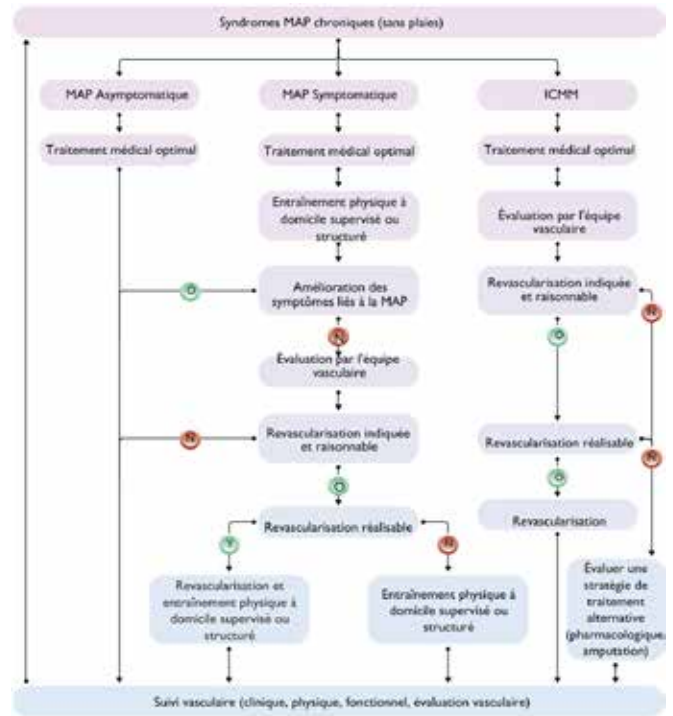 Syndromes MAP chroniques (sans plaies)
MAP Asymptomatique
MAP Symptomatique
ICMM
Traitement médical optimal
Traitement médical optimal
Traitement médical optimal
Entraînement physique à
domicile supervisé ou
structuré
Évaluation par l'équipe
vasculaire
O
Amélioration des
symptômes liés à la MAP
Revascularisation indiquée
et raisonnable
N
N
O
Évaluation par l'équipe
vasculaire
N
Revascularisation indiquée
et raisonnable
Revascularisation réalisable
N
O
O
Revascularisation réalisable
Revascularisation
Y
N
Revascularisation et
entraînement physique à
domicile supervisé ou
structuré
Entraînement physique à
domicile supervisé ou
structuré
Évaluer une
stratégie de
traitement
alternative
(pharmacologique,
amputation)
Suivi vasculaire (clinique, physique, fonctionnel, évaluation vasculaire)